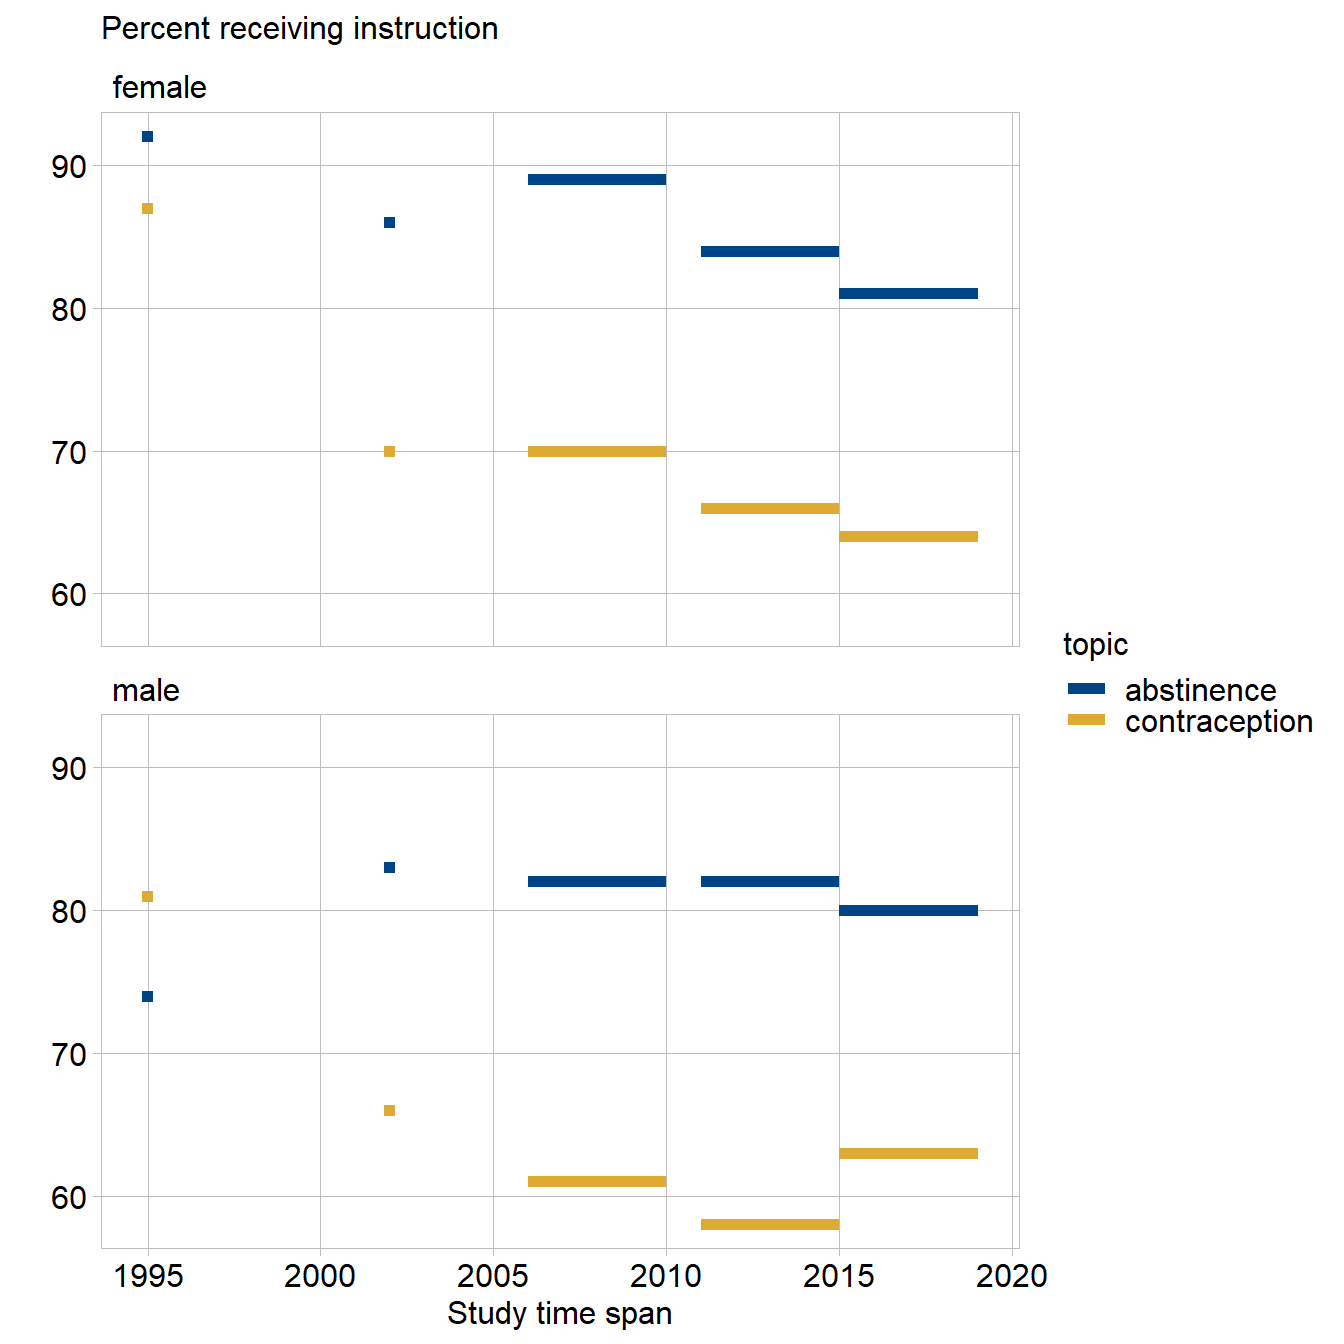 Percent receiving instruction
female
90
80
70
60
male
90
80
70
60
1995 2000 2005 2010 2015 2020
Study time span
topic
abstinence
contraception